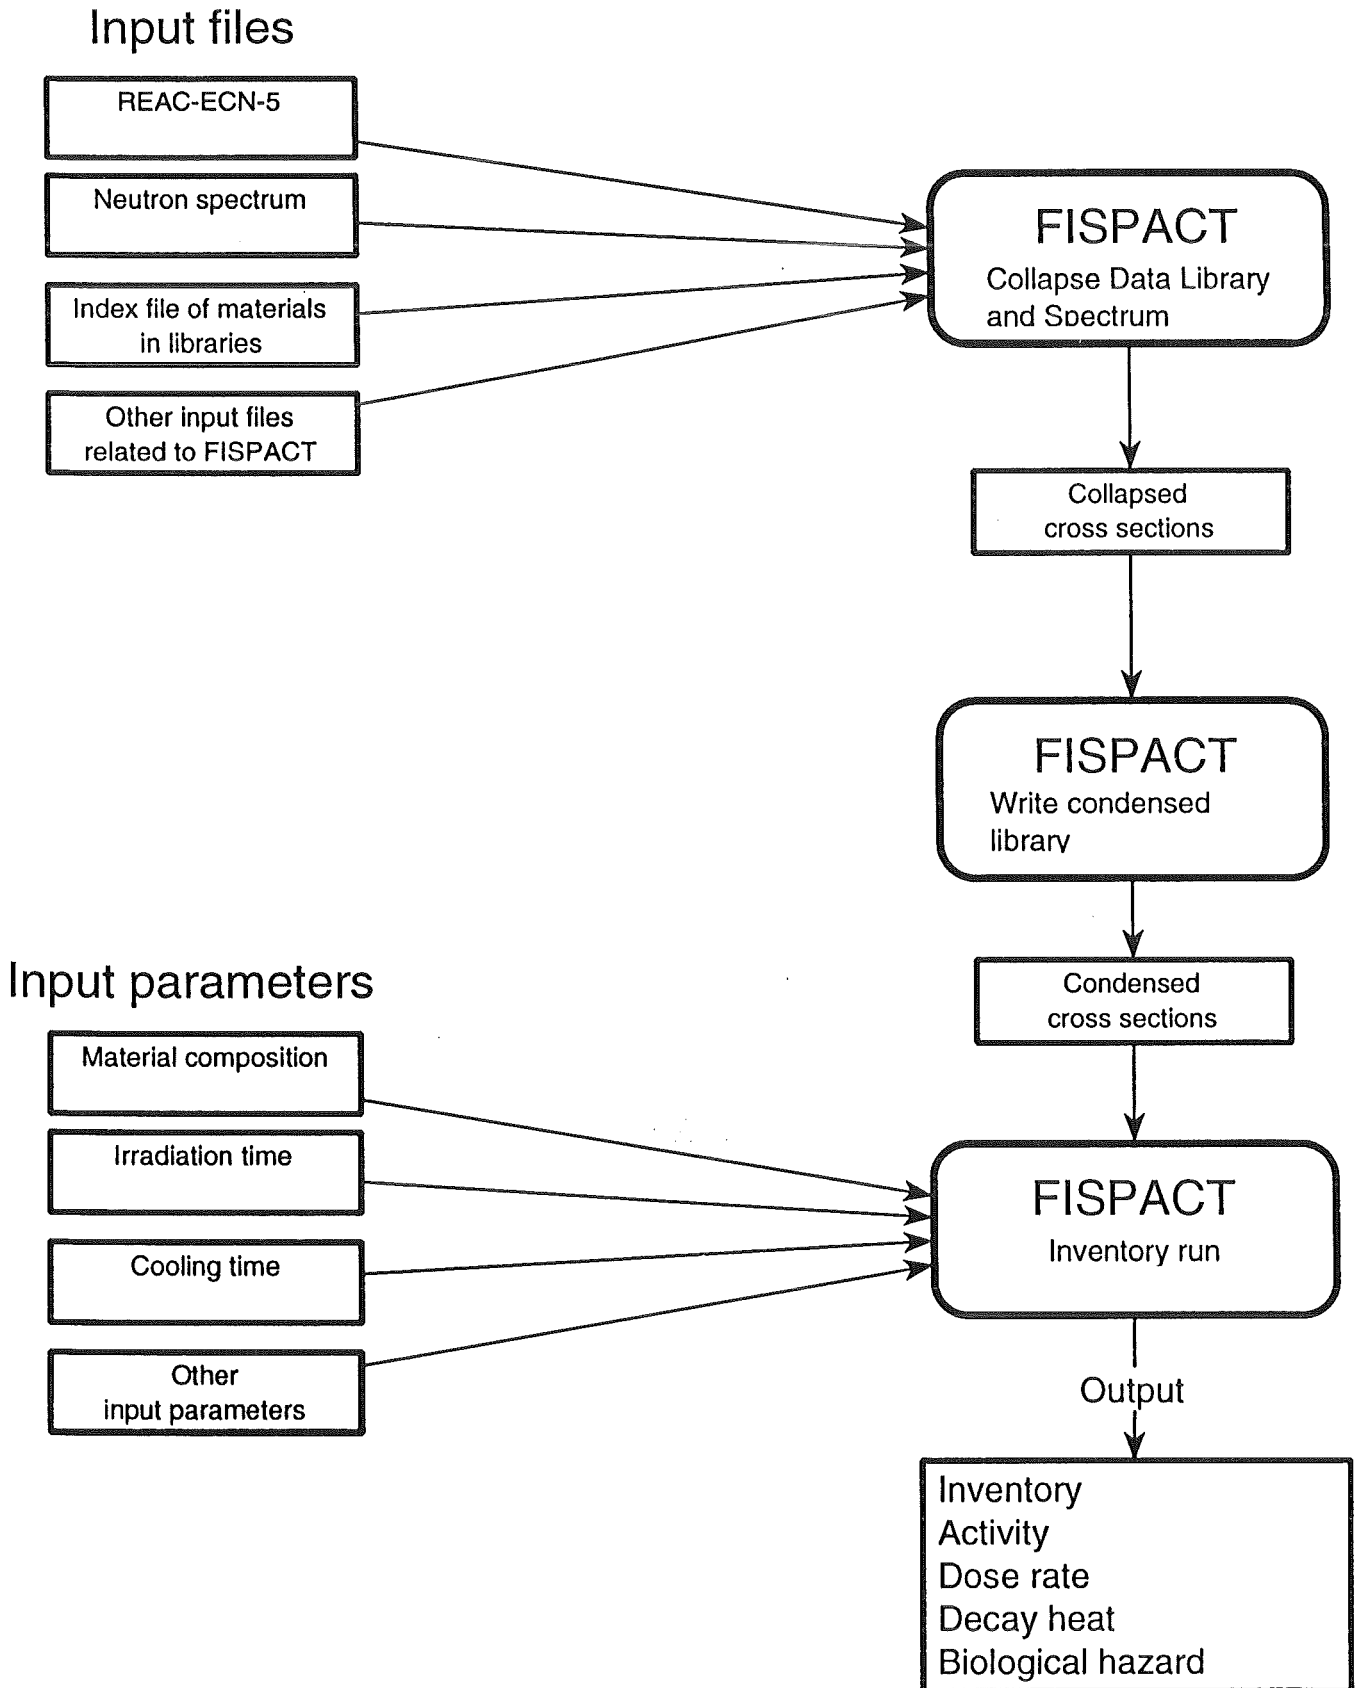 Input files
REAC-ECN-5
Neutron spectrum
Index file of materials
in libraries
Other input files
related to FISPACT
FISPACT
Collapse Data Library
and Spectrum
Collapsed
cross sections
FISPACT
Write condensed
library
Condensed
cross sections
Input parameters
Material composition
Irradiation time
Cooling time
Other
input parameters
FISPACT
Inventory run
Output
Inventory
Activity
Dose rate
Decay heat
Biological hazard